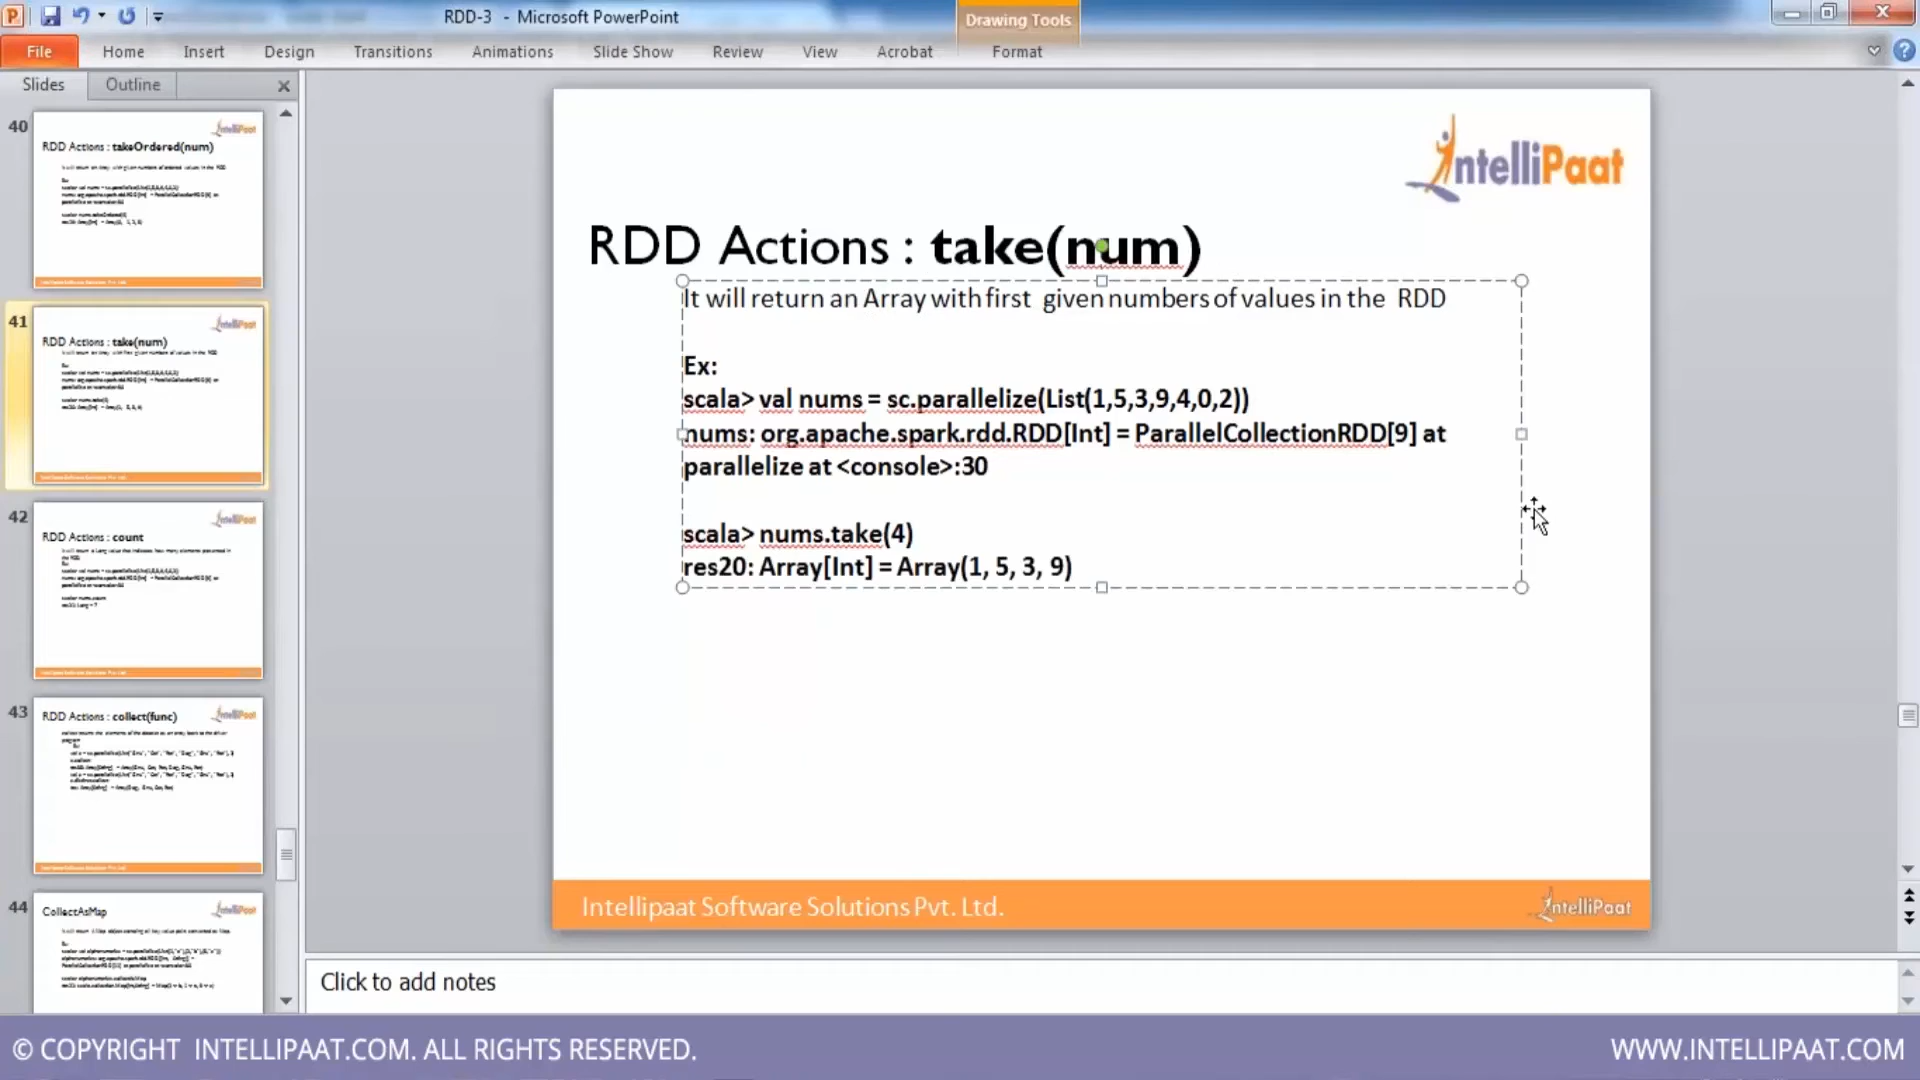 RDD-3 - Microsoft PowerPoint
Drawing Tools
File Home Insert Design Transitions Animations Slide Show Review View Acrobat Format
Slides Outline
40
IntelliPaat
RDD Actions : takeOrdered(num)
41
IntelliPaat
RDD Actions : take(num)
42
IntelliPaat
RDD Actions : count
43
IntelliPaat
RDD Actions : collect(func)
44
IntelliPaat
CollectAsMap
IntelliPaat
RDD Actions : take(num)
It will return an Array with first given numbers of values in the RDD
Ex:
scala> val nums = sc.parallelize(List(1,5,3,9,4,0,2))
nums: org.apache.spark.rdd.RDD[Int] = ParallelCollectionRDD[9] at
parallelize at <console>:30
scala> nums.take(4)
res20: Array[Int] = Array(1, 5, 3, 9)
Intellipaat Software Solutions Pvt. Ltd.
IntelliPaat
Click to add notes
© COPYRIGHT INTELLIPAAT.COM. ALL RIGHTS RESERVED.
WWW.INTELLIPAAT.COM